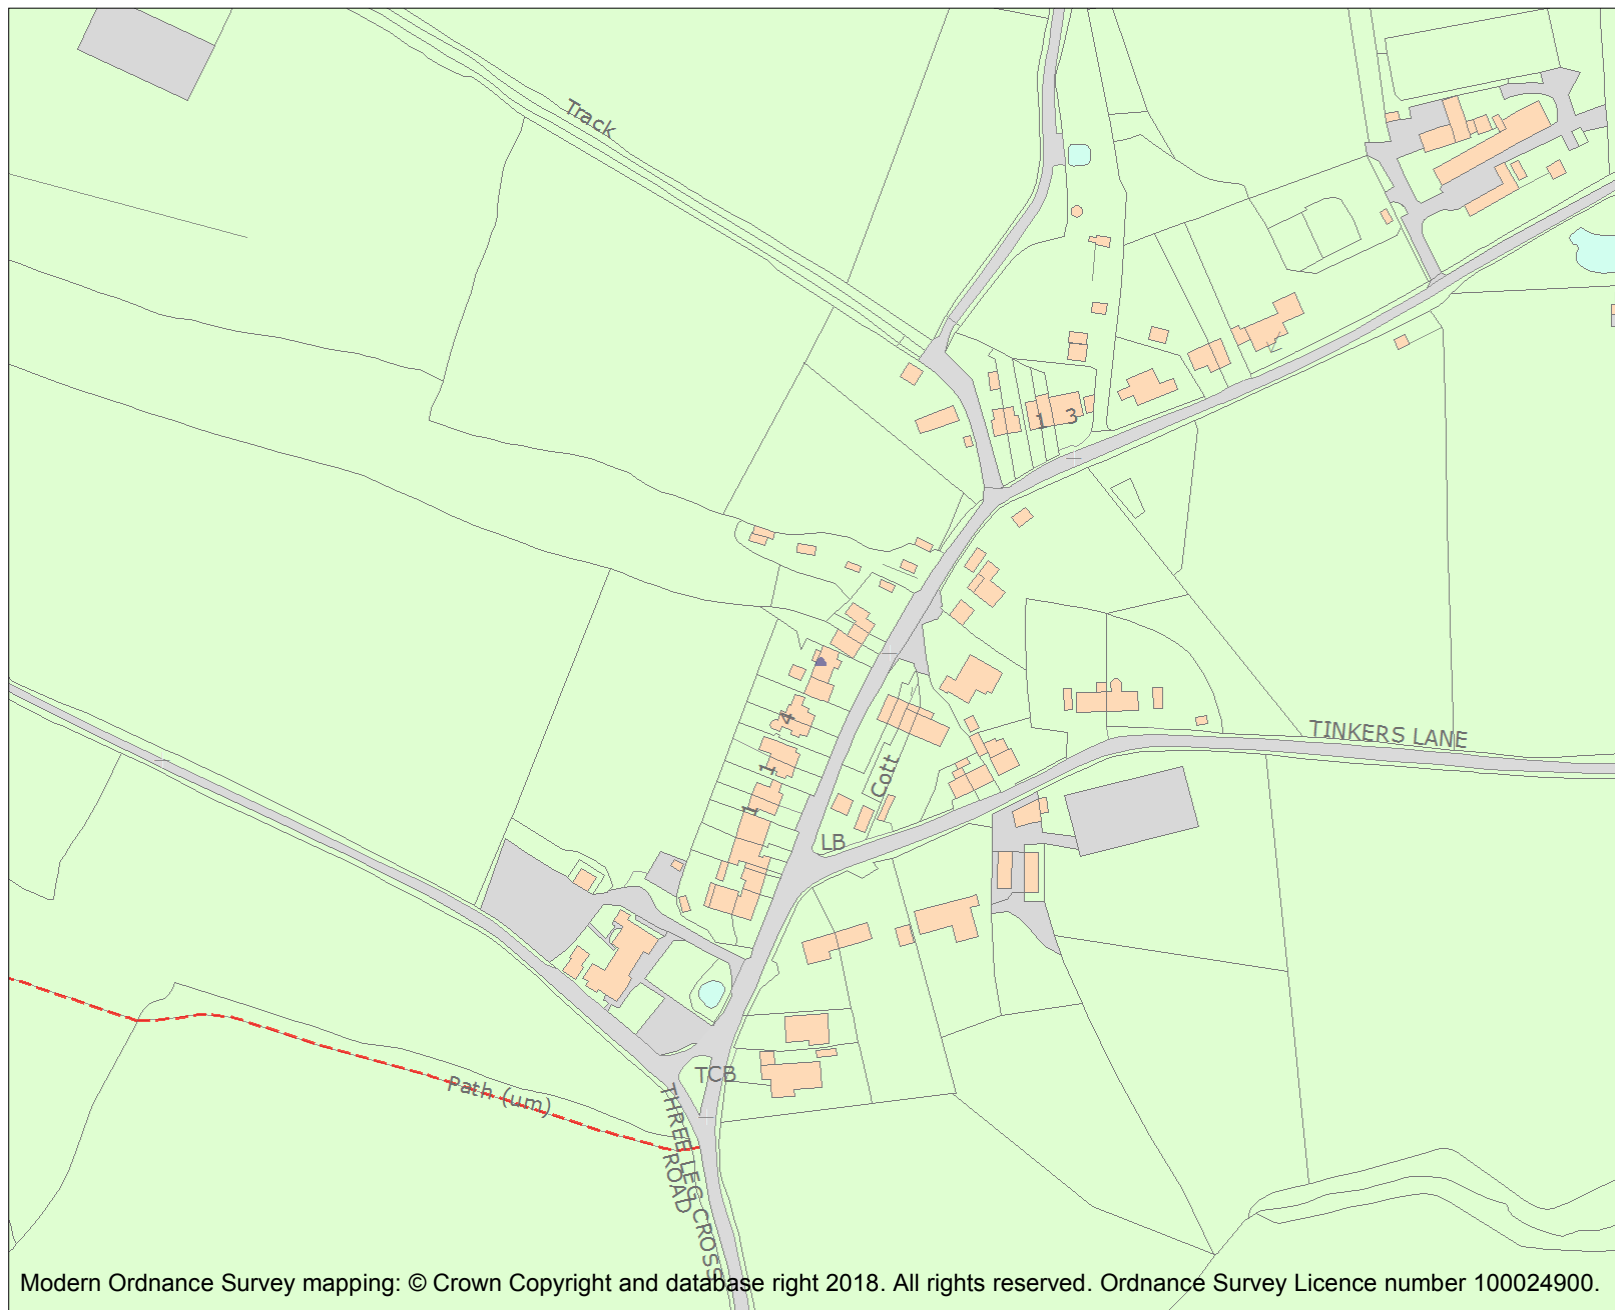 Track
1 3
4
1
1
Cott
TINKERS LANE
LB
TCB
Path (um)
THREE LEG CROSS
ROAD
Modern Ordnance Survey mapping: © Crown Copyright and database right 2018. All rights reserved. Ordnance Survey Licence number 100024900.